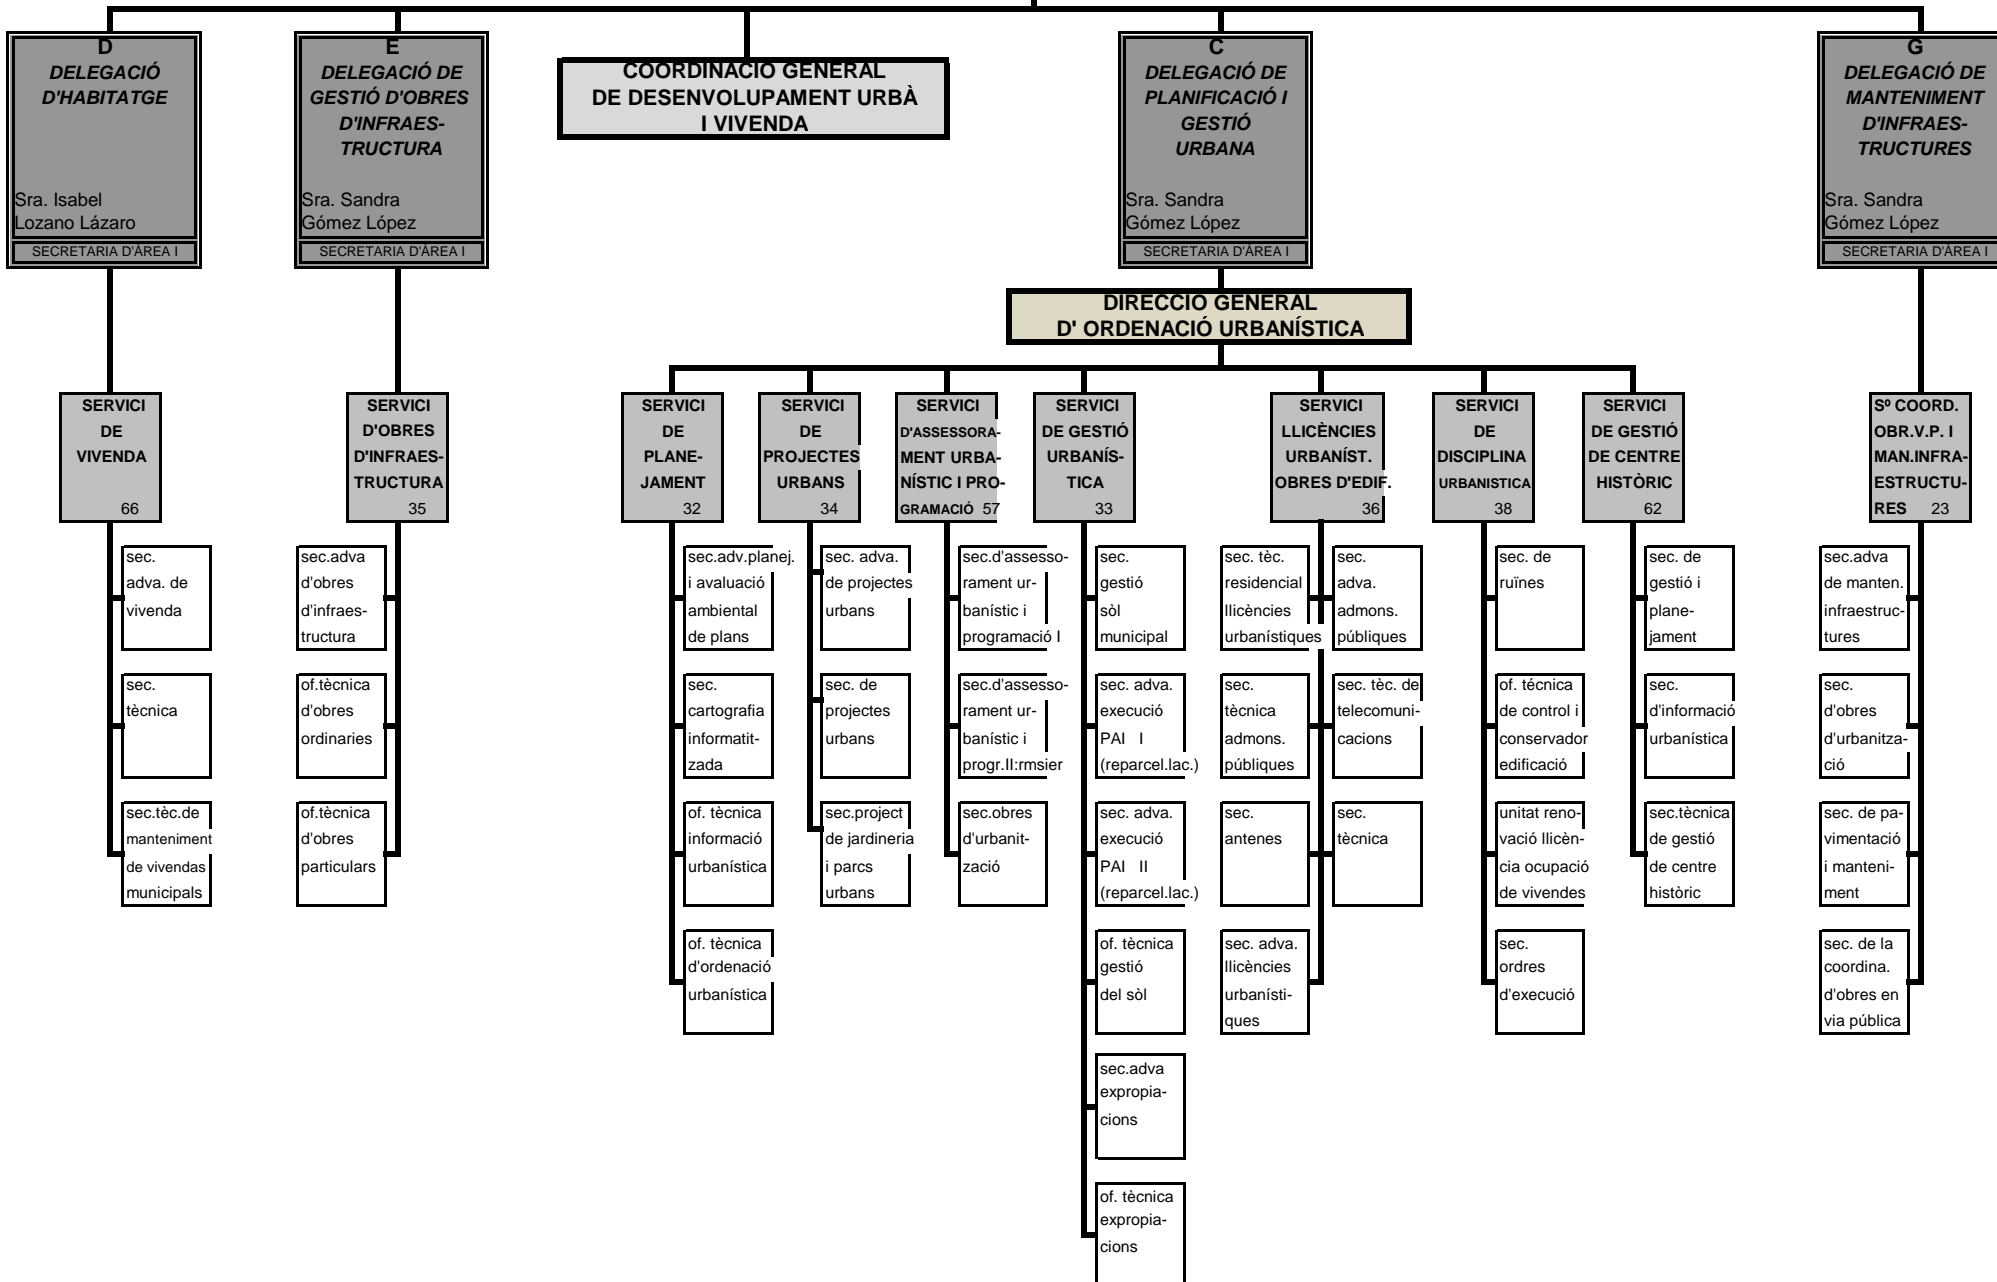 D
DELEGACIÓ
D'HABITATGE
Sra. Isabel
Lozano Lázaro
SECRETARIA D'ÀREA I
E
DELEGACIÓ DE
GESTIÓ D'OBRES
D'INFRAES-
TRUCTURA
Sra. Sandra
Gómez López
SECRETARIA D'ÀREA I
COORDINACIO GENERAL
DE DESENVOLUPAMENT URBÀ
I VIVENDA
C
DELEGACIÓ DE
PLANIFICACIÓ I
GESTIÓ
URBANA
Sra. Sandra
Gómez López
SECRETARIA D'ÀREA I
G
DELEGACIÓ DE
MANTENIMENT
D'INFRAES-
TRUCTURES
Sra. Sandra
Gómez López
SECRETARIA D'ÀREA I
DIRECCIO GENERAL
D' ORDENACIÓ URBANÍSTICA
SERVICI
DE
VIVENDA
66
SERVICI
D'OBRES
D'INFRAES-
TRUCTURA
35
SERVICI
DE
PLANE-
JAMENT
32
SERVICI
DE
PROJECTES
URBANS
34
SERVICI
D'ASSESSORA-
MENT URBA-
NÍSTIC I PRO-
GRAMACIÓ 57
SERVICI
DE GESTIÓ
URBANÍS-
TICA
33
SERVICI
LLICÈNCIES
URBANÍST.
OBRES D'EDIF.
36
SERVICI
DE
DISCIPLINA
URBANISTICA
38
SERVICI
DE GESTIÓ
DE CENTRE
HISTÒRIC
62
Sº COORD.
OBR.V.P. I
MAN.INFRA-
ESTRUCTU-
RES 23
sec.
adva. de
vivenda
sec.
tècnica
sec.tèc.de
manteniment
de vivendas
municipals
sec.adva
d'obres
d'infraes-
tructura
of.tècnica
d'obres
ordinaries
of.tècnica
d'obres
particulars
sec.adv.planej.
i avaluació
ambiental
de plans
sec.
cartografia
informatit-
zada
of. tècnica
informació
urbanística
of. tècnica
d'ordenació
urbanística
sec. adva.
de projectes
urbans
sec. de
projectes
urbans
sec.project
de jardineria
i parcs
urbans
sec.d'assesso-
rament ur-
banístic i
programació I
sec.d'assesso-
rament ur-
banístic i
progr.II:rmsier
sec.obres
d'urbanit-
zació
sec.
gestió
sòl
municipal
sec. adva.
execució
PAI I
(reparcel.lac.)
sec. adva.
execució
PAI II
(reparcel.lac.)
of. tècnica
gestió
del sòl
sec.adva
expropia-
cions
of. tècnica
expropia-
cions
sec. tèc.
residencial
llicències
urbanístiques
sec.
tècnica
admons.
públiques
sec.
antenes
sec. adva.
llicències
urbanísti-
ques
sec.
adva.
admons.
públiques
sec. tèc. de
telecomuni-
cacions
sec.
tècnica
sec. de
ruïnes
of. técnica
de control i
conservador
edificació
unitat reno-
vació llicèn-
cia ocupació
de vivendes
sec.
ordres
d'execució
sec. de
gestió i
plane-
jament
sec.
d'informació
urbanística
sec.tècnica
de gestió
de centre
històric
sec.adva
de manten.
infraestruc-
tures
sec.
d'obres
d'urbanitza-
ció
sec. de pa-
vimentació
i manteni-
ment
sec. de la
coordina.
d'obres en
via pública